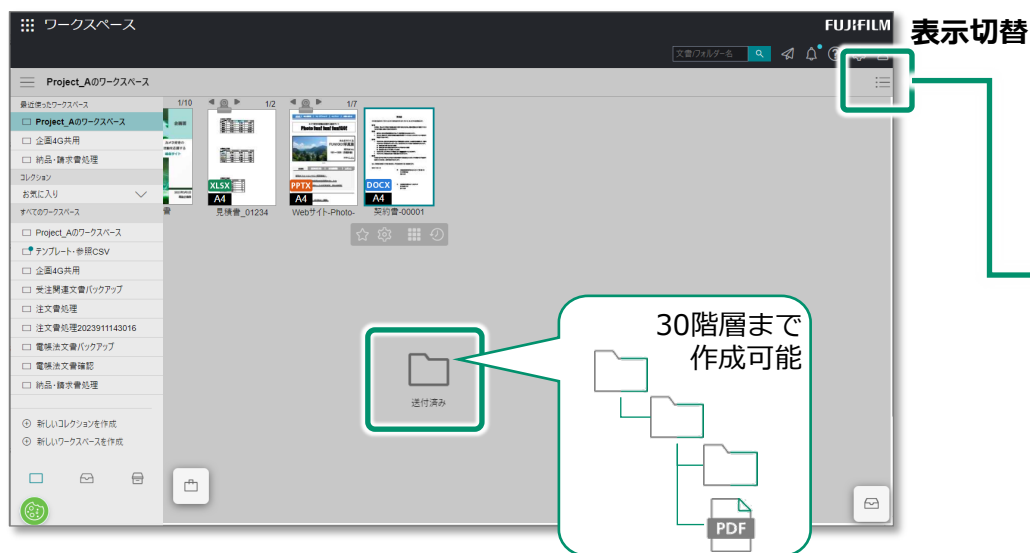 ワークスペース
FUJIFILM
表示切替
文書/フォルダー名
Project_Aのワークスペース
最近使ったワークスペース
Project_Aのワークスペース
企画4G共用
納品・請求書処理
コレクション
お気に入り
すべてのワークスペース
Project_Aのワークスペース
テンプレート・参照CSV
企画4G共用
受注関連文書バックアップ
注文書処理
注文書処理2023911143016
電帳法文書バックアップ
電帳法文書確認
納品・請求書処理
新しいコレクションを作成
新しいワークスペースを作成
1/10
1/2
1/7
XLSX
PPTX
DOCX
A4
A4
A4
書
見積書_01234
Webサイト-Photo-
契約書-00001
送付済み
30階層まで
作成可能
PDF